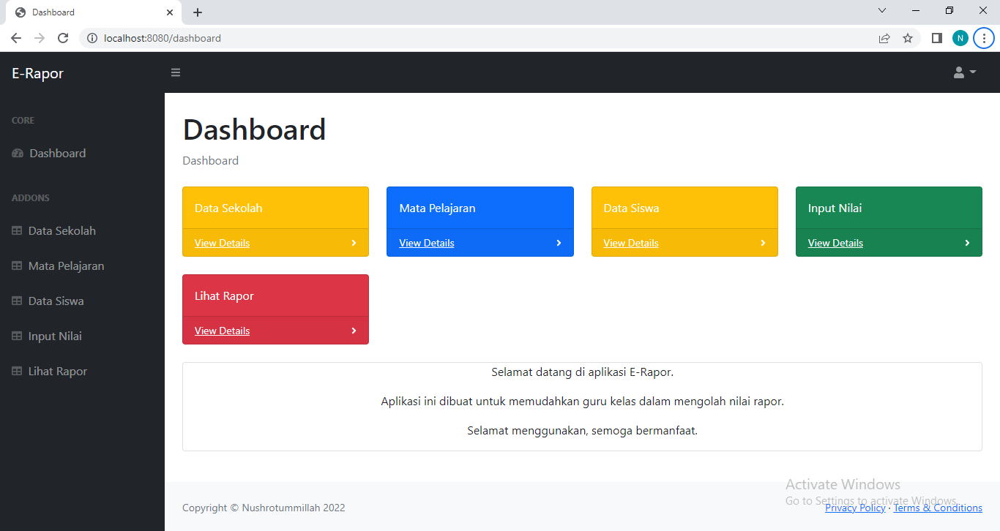 Dashboard
localhost:8080/dashboard
N
E-Rapor
CORE
Dashboard
ADDONS
Data Sekolah
Mata Pelajaran
Data Siswa
Input Nilai
Lihat Rapor
Dashboard
Dashboard
Data Sekolah
View Details
Mata Pelajaran
View Details
Data Siswa
View Details
Input Nilai
View Details
Lihat Rapor
View Details
Selamat datang di aplikasi E-Rapor.
Aplikasi ini dibuat untuk memudahkan guru kelas dalam mengolah nilai rapor.
Selamat menggunakan, semoga bermanfaat.
Activate Windows
Go to Settings to activate Windows.
Copyright © Nushrotummillah 2022
Privacy Policy · Terms & Conditions